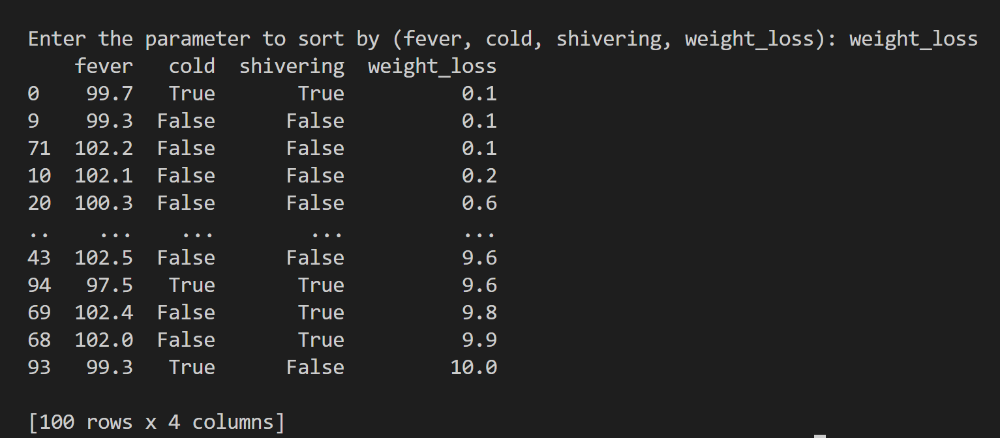 Enter the parameter to sort by (fever, cold, shivering, weight_loss): weight_loss
    fever   cold  shivering  weight_loss
0    99.7   True       True          0.1
9    99.3  False      False          0.1
71  102.2  False      False          0.1
10  102.1  False      False          0.2
20  100.3  False      False          0.6
..    ...    ...        ...          ...
43  102.5  False      False          9.6
94   97.5   True       True          9.6
69  102.4  False       True          9.8
68  102.0  False       True          9.9
93   99.3   True      False         10.0
[100 rows x 4 columns]